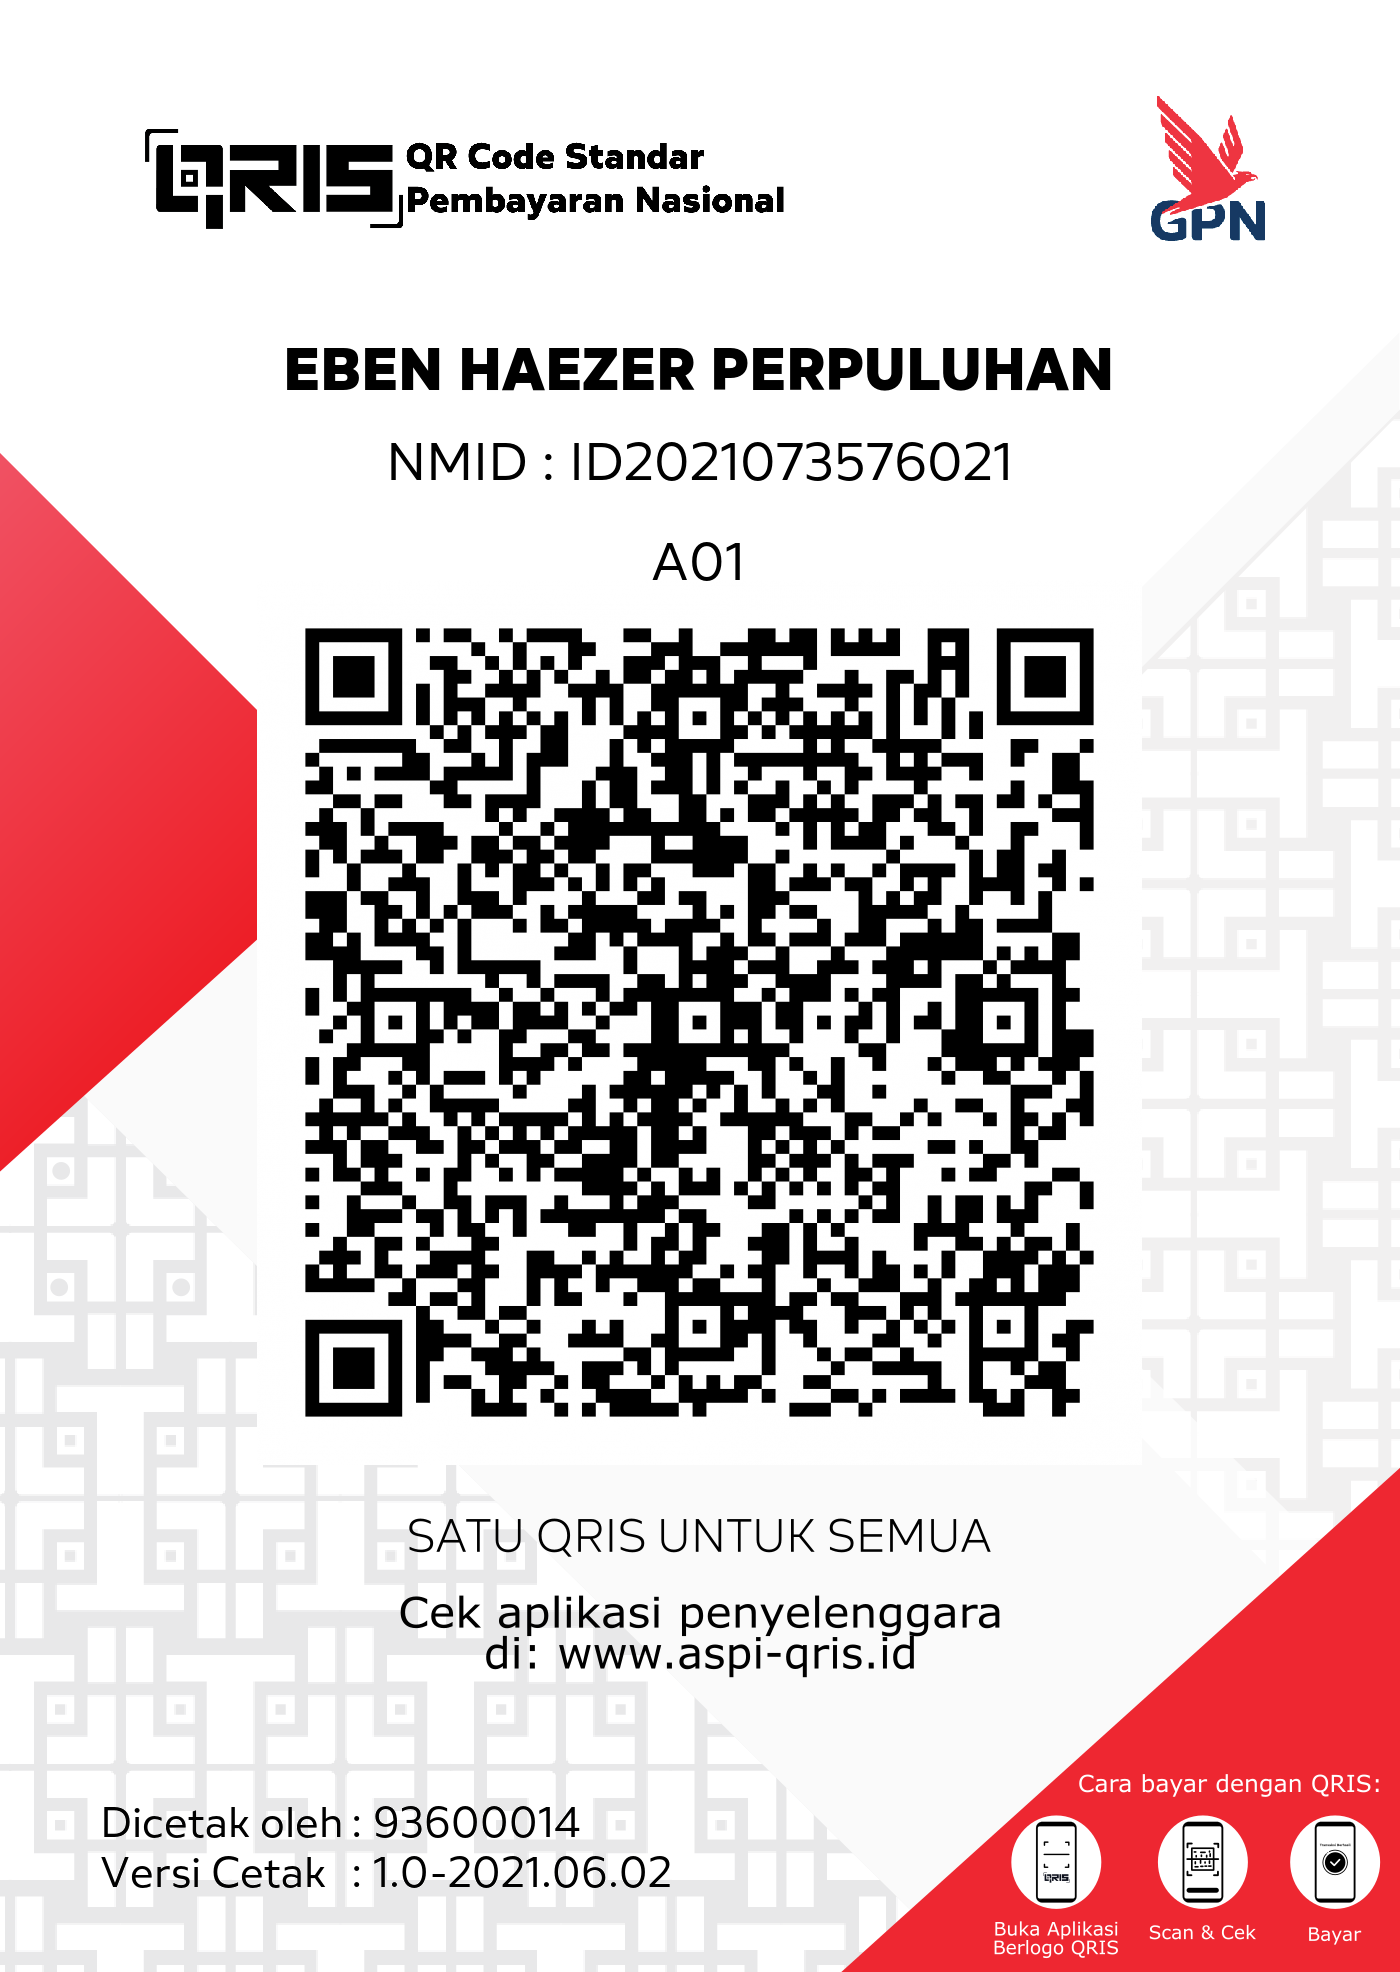 QRIS
QR Code Standar
Pembayaran Nasional
GPN
EBEN HAEZER PERPULUHAN
NMID : ID2021073576021
A01
SATU QRIS UNTUK SEMUA
Cek aplikasi penyelenggara
di: www.aspi-qris.id
Dicetak oleh : 93600014
Versi Cetak : 1.0-2021.06.02
Cara bayar dengan QRIS:
QRIS
Buka Aplikasi
Berlogo QRIS
Scan & Cek
Bayar